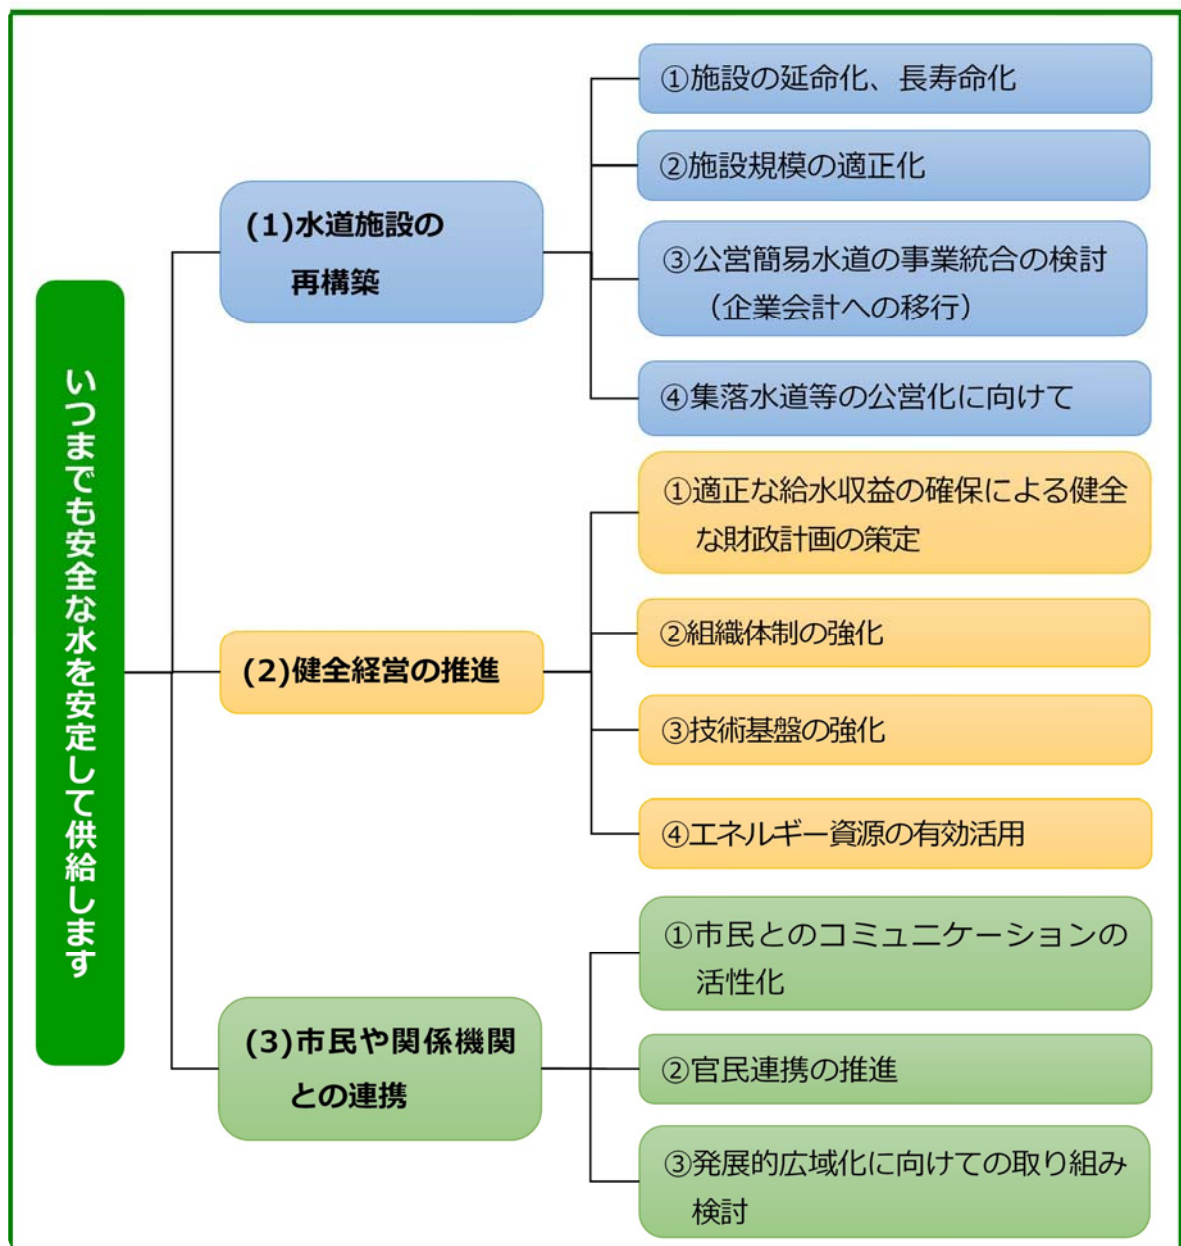 いつまでも安全な水を安定して供給します
(1)水道施設の
再構築
①施設の延命化、長寿命化
②施設規模の適正化
③公営簡易水道の事業統合の検討
（企業会計への移行）
④集落水道等の公営化に向けて
(2)健全経営の推進
①適正な給水収益の確保による健全
な財政計画の策定
②組織体制の強化
③技術基盤の強化
④エネルギー資源の有効活用
(3)市民や関係機関
との連携
①市民とのコミュニケーションの
活性化
②官民連携の推進
③発展的広域化に向けての取り組み
検討